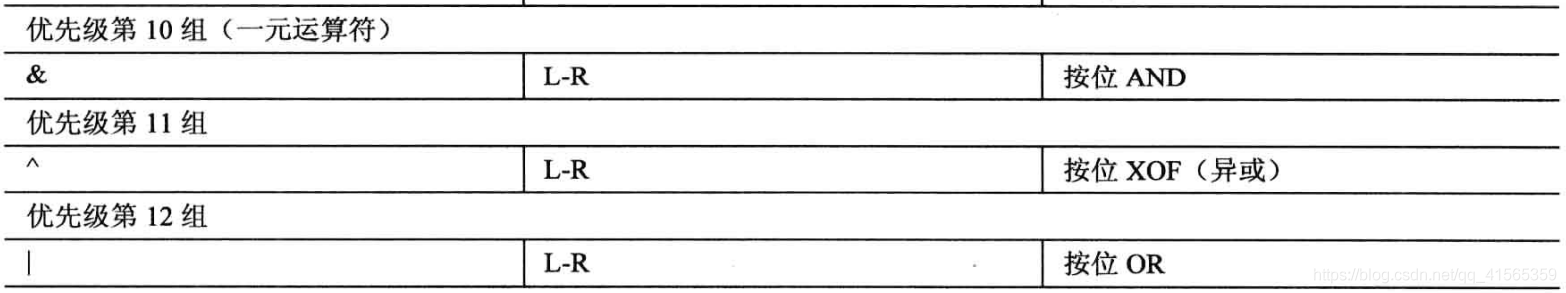 优先级第 10 组（一元运算符）
& L-R 按位 AND
优先级第 11 组
^ L-R 按位 XOF（异或）
优先级第 12 组
| L-R 按位 OR
https://blog.csdn.net/qq_41565359